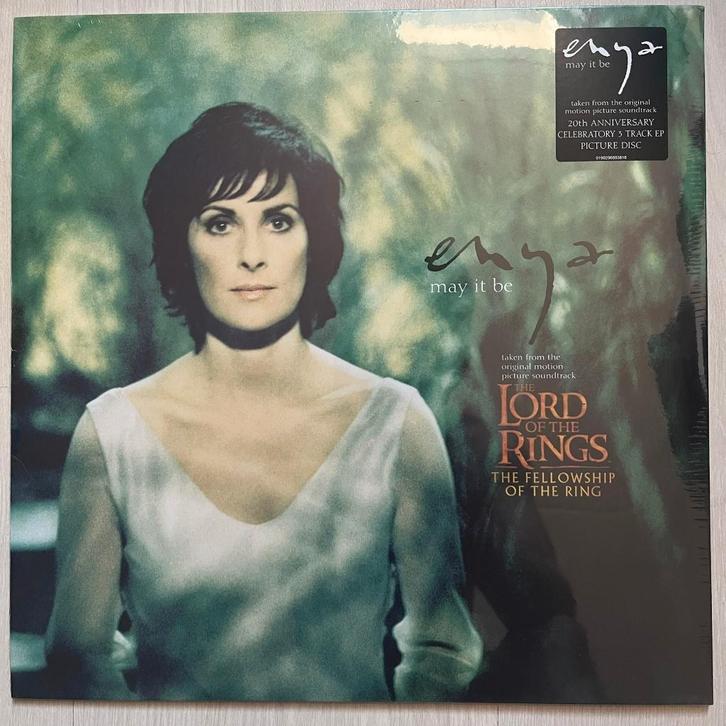 enya
may it be
taken from the original
motion picture soundtrack
20th ANNIVERSARY
CELEBRATORY 3 TRACK EP
PICTURE DISC
enya
may it be
taken from the
original motion
picture soundtrack
THE
LORD
OF THE
RINGS
THE FELLOWSHIP
OF THE RING